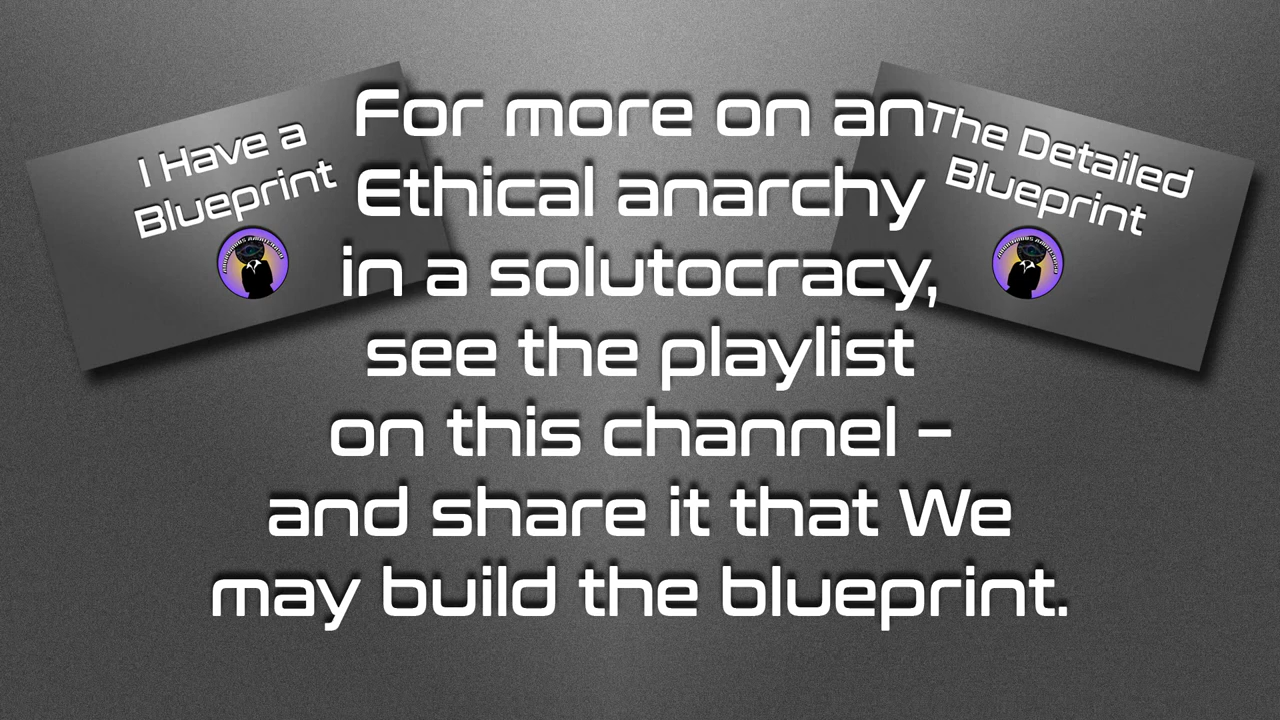 I Have a
Blueprint
For more on an
Ethical anarchy
in a solutocracy,
see the playlist
on this channel –
and share it that We
may build the blueprint.
The Detailed
Blueprint